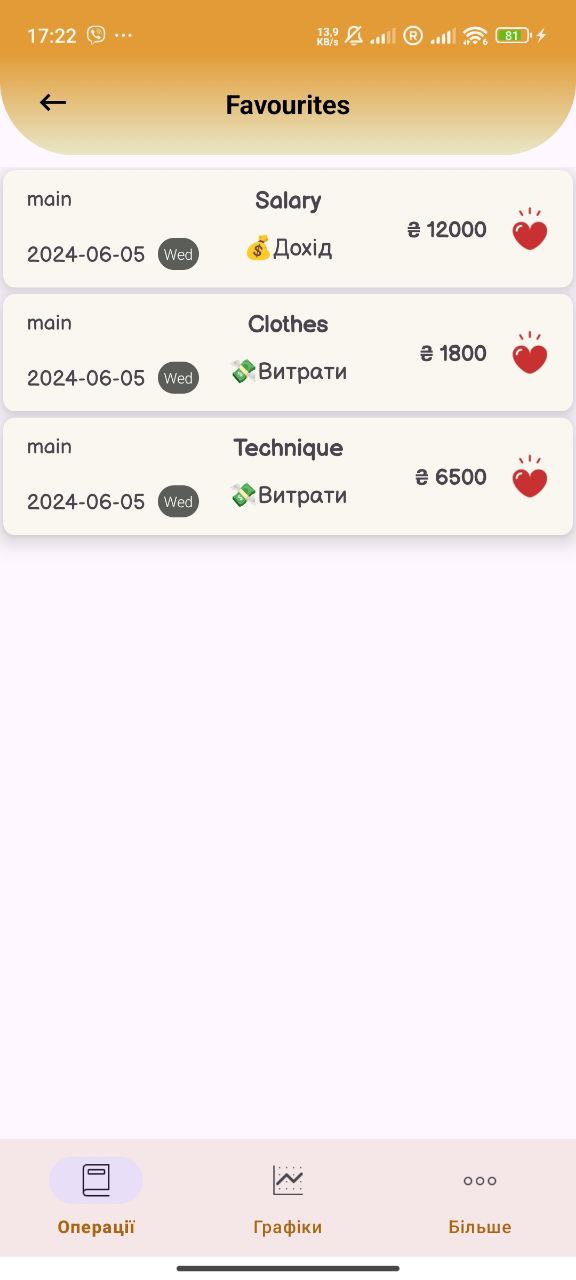 17:22
13,9
KB/s
R
6
81
Favourites
main
Salary
₴ 12000
2024-06-05 Wed
Дохід
main
Clothes
₴ 1800
2024-06-05 Wed
Витрати
main
Technique
₴ 6500
2024-06-05 Wed
Витрати
Операції
Графіки
Більше